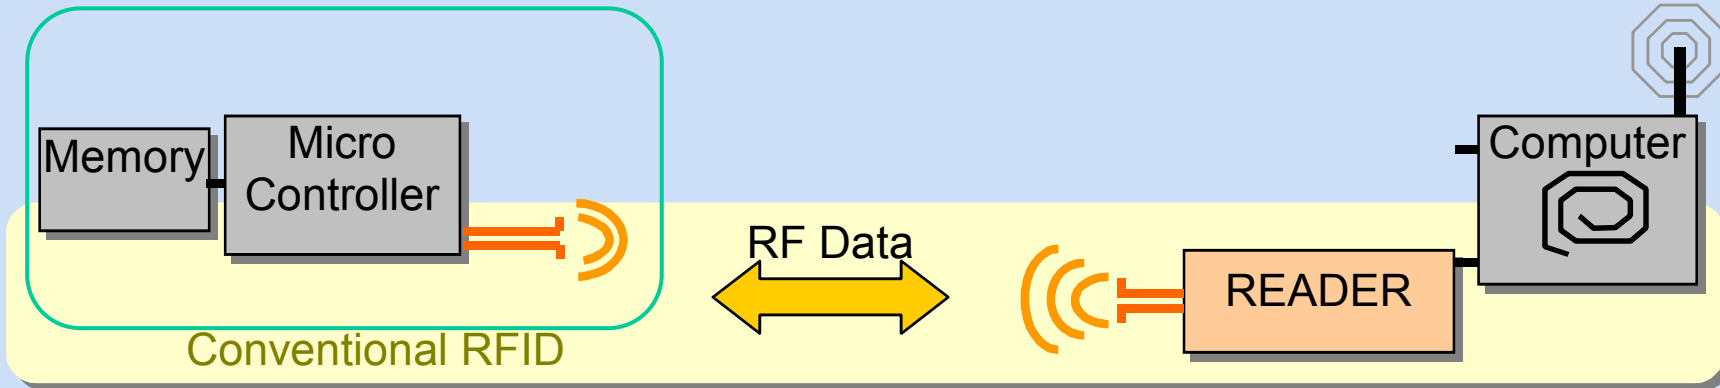 Memory
Micro
Controller
RF Data
Computer
READER
Conventional RFID